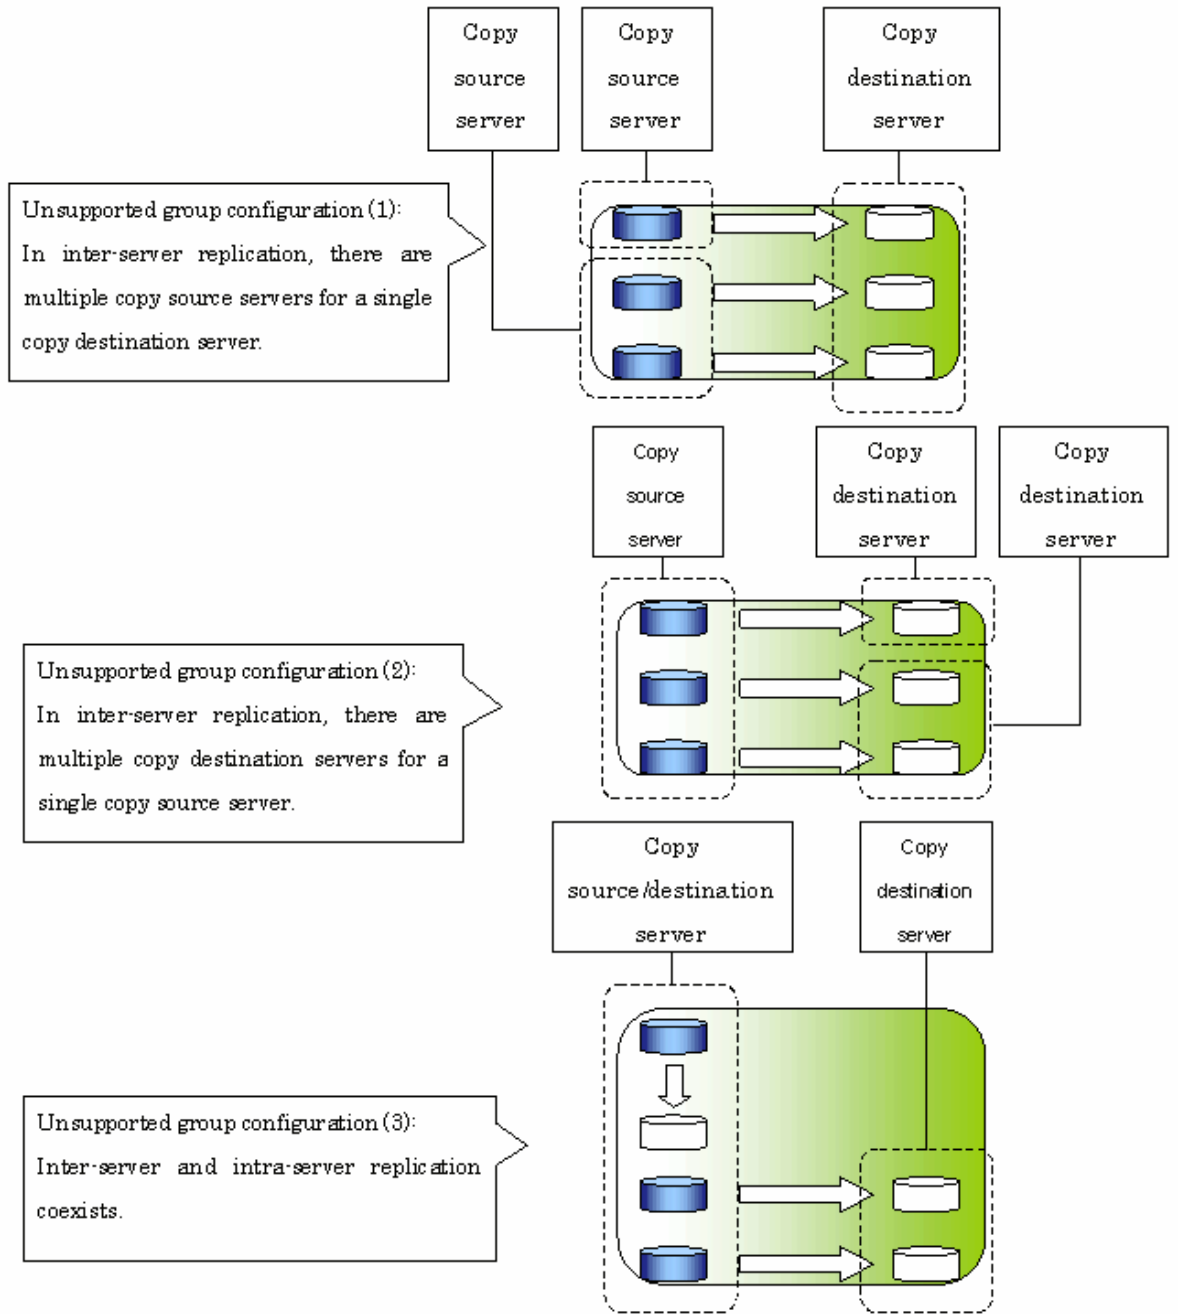 Copy
source
server
Copy
source
server
Copy
destination
server
Unsupported group configuration (1):
In inter-server replication, there are
multiple copy source servers for a single
copy destination server.
Copy
source
server
Copy
destination
server
Copy
destination
server
Unsupported group configuration (2):
In inter-server replication, there are
multiple copy destination servers for a
single copy source server.
Copy
source/destination
server
Copy
destination
server
Unsupported group configuration (3):
Inter-server and intra-server replication
coexists.